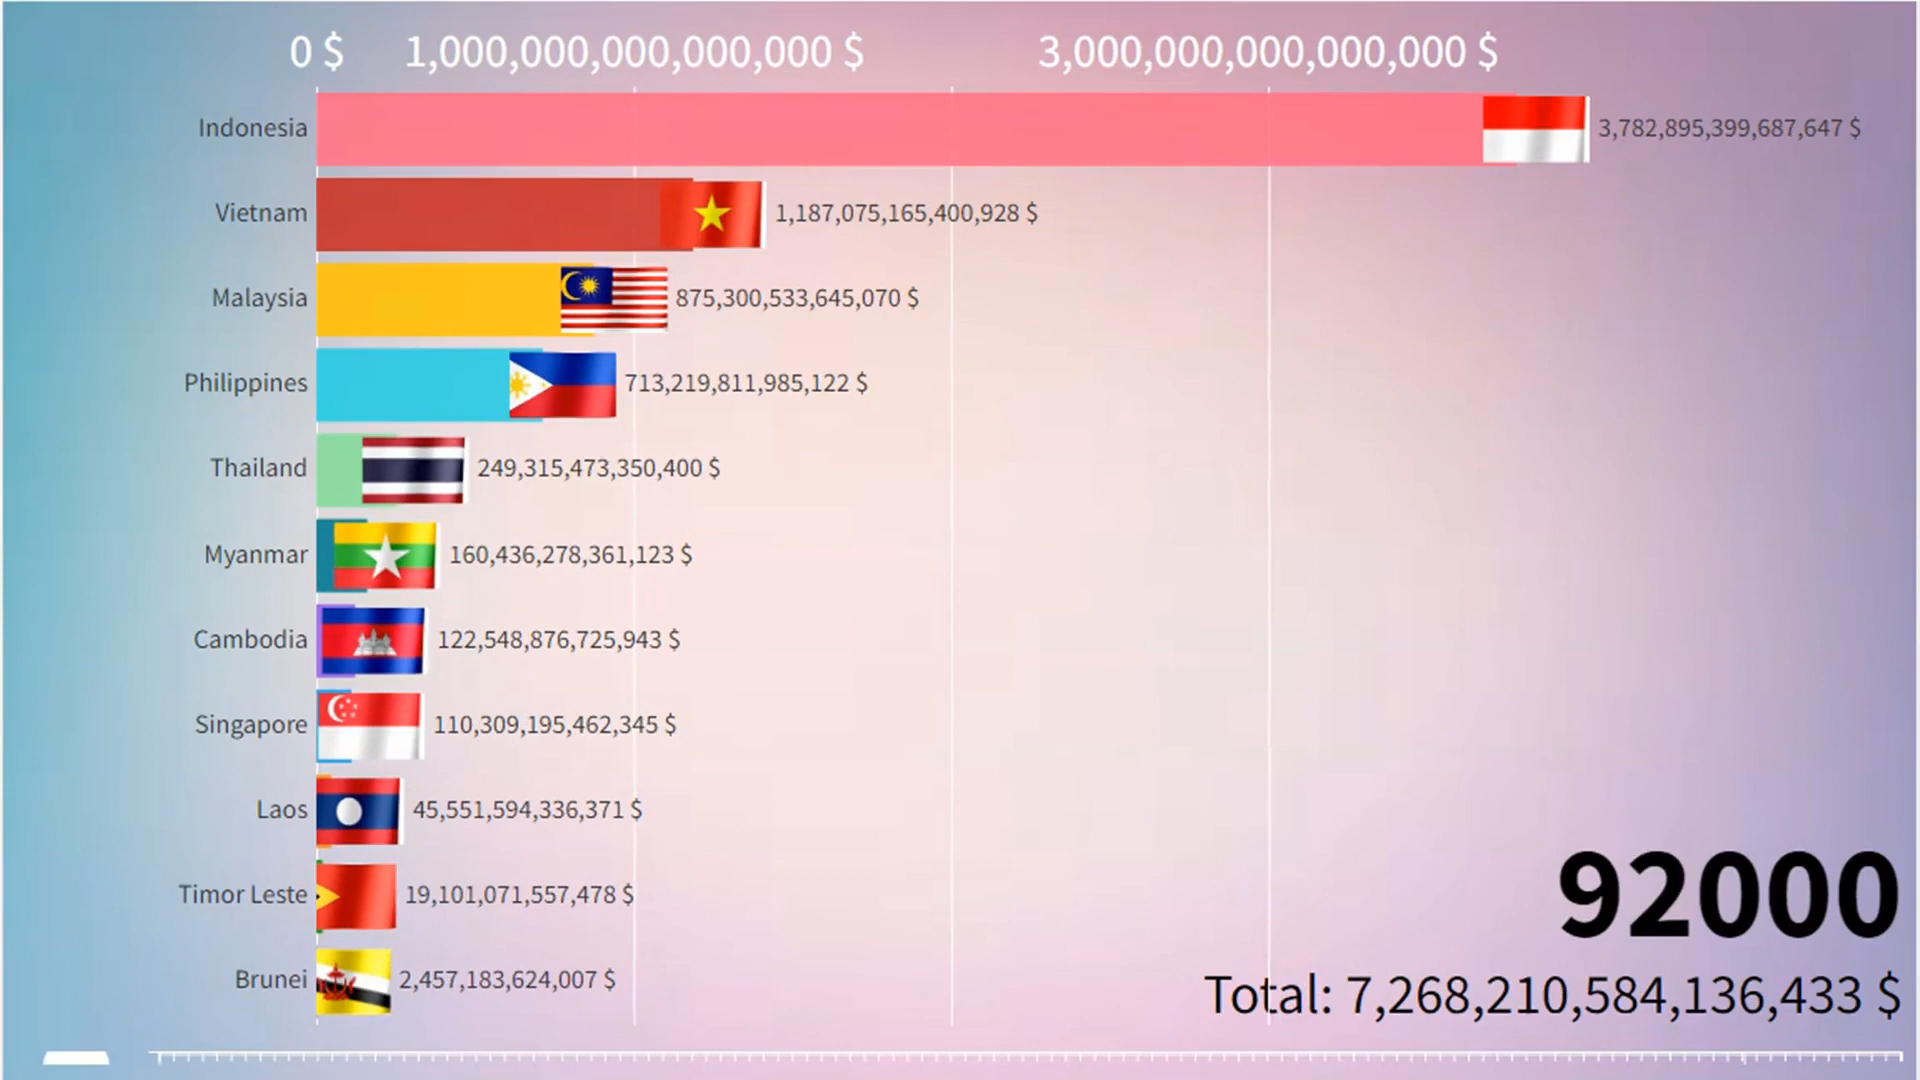 0 $ 1,000,000,000,000,000 $ 3,000,000,000,000,000 $
Indonesia 3,782,895,399,687,647 $
Vietnam 1,187,075,165,400,928 $
Malaysia 875,300,533,645,070 $
Philippines 713,219,811,985,122 $
Thailand 249,315,473,350,400 $
Myanmar 160,436,278,361,123 $
Cambodia 122,548,876,725,943 $
Singapore 110,309,195,462,345 $
Laos 45,551,594,336,371 $
Timor Leste 19,101,071,557,478 $
Brunei 2,457,183,624,007 $
92000
Total: 7,268,210,584,136,433 $